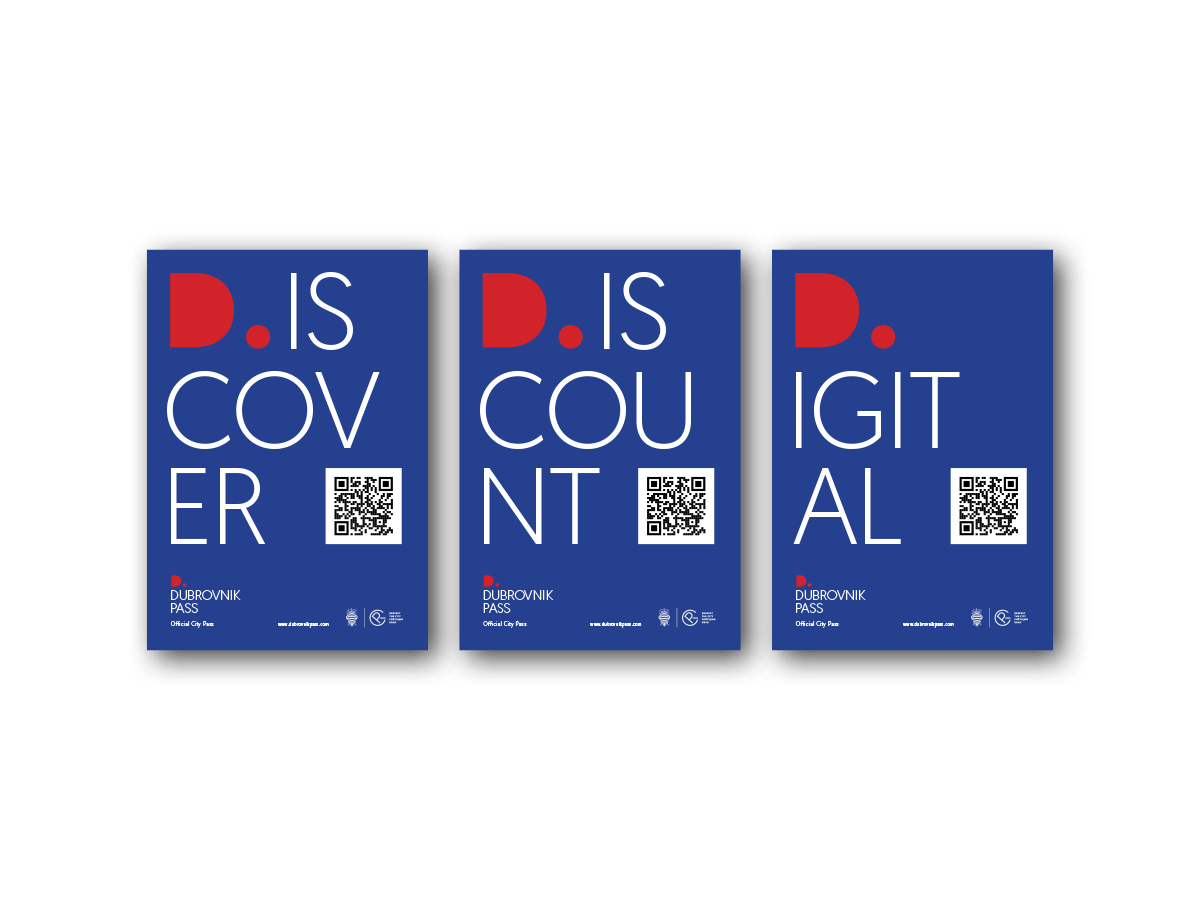 D.IS
COV
ER
D.
DUBROVNIK
PASS
Official City Pass
www.dubrovnikpass.com
D.IS
COU
NT
D.
DUBROVNIK
PASS
Official City Pass
www.dubrovnikpass.com
D.
IGIT
AL
D.
DUBROVNIK
PASS
Official City Pass
www.dubrovnikpass.com